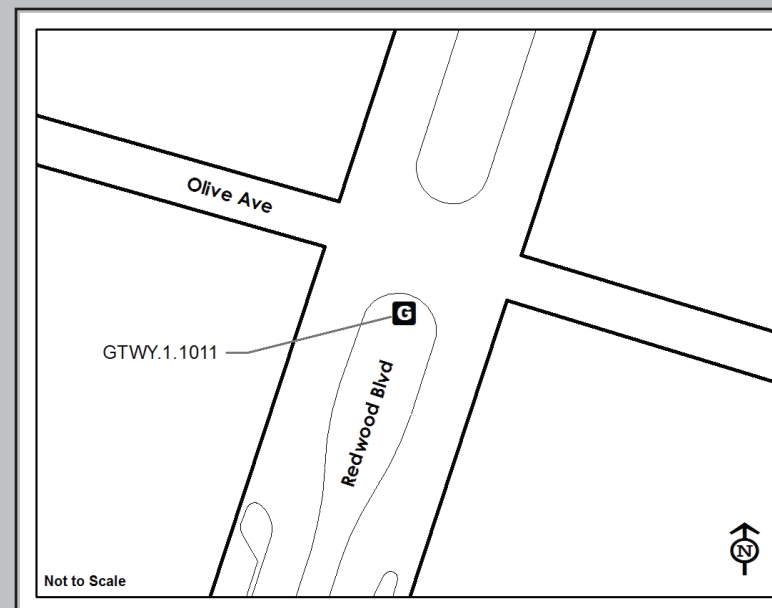 Olive Ave
G
GTWY.1.1011
Redwood Blvd
N
Not to Scale